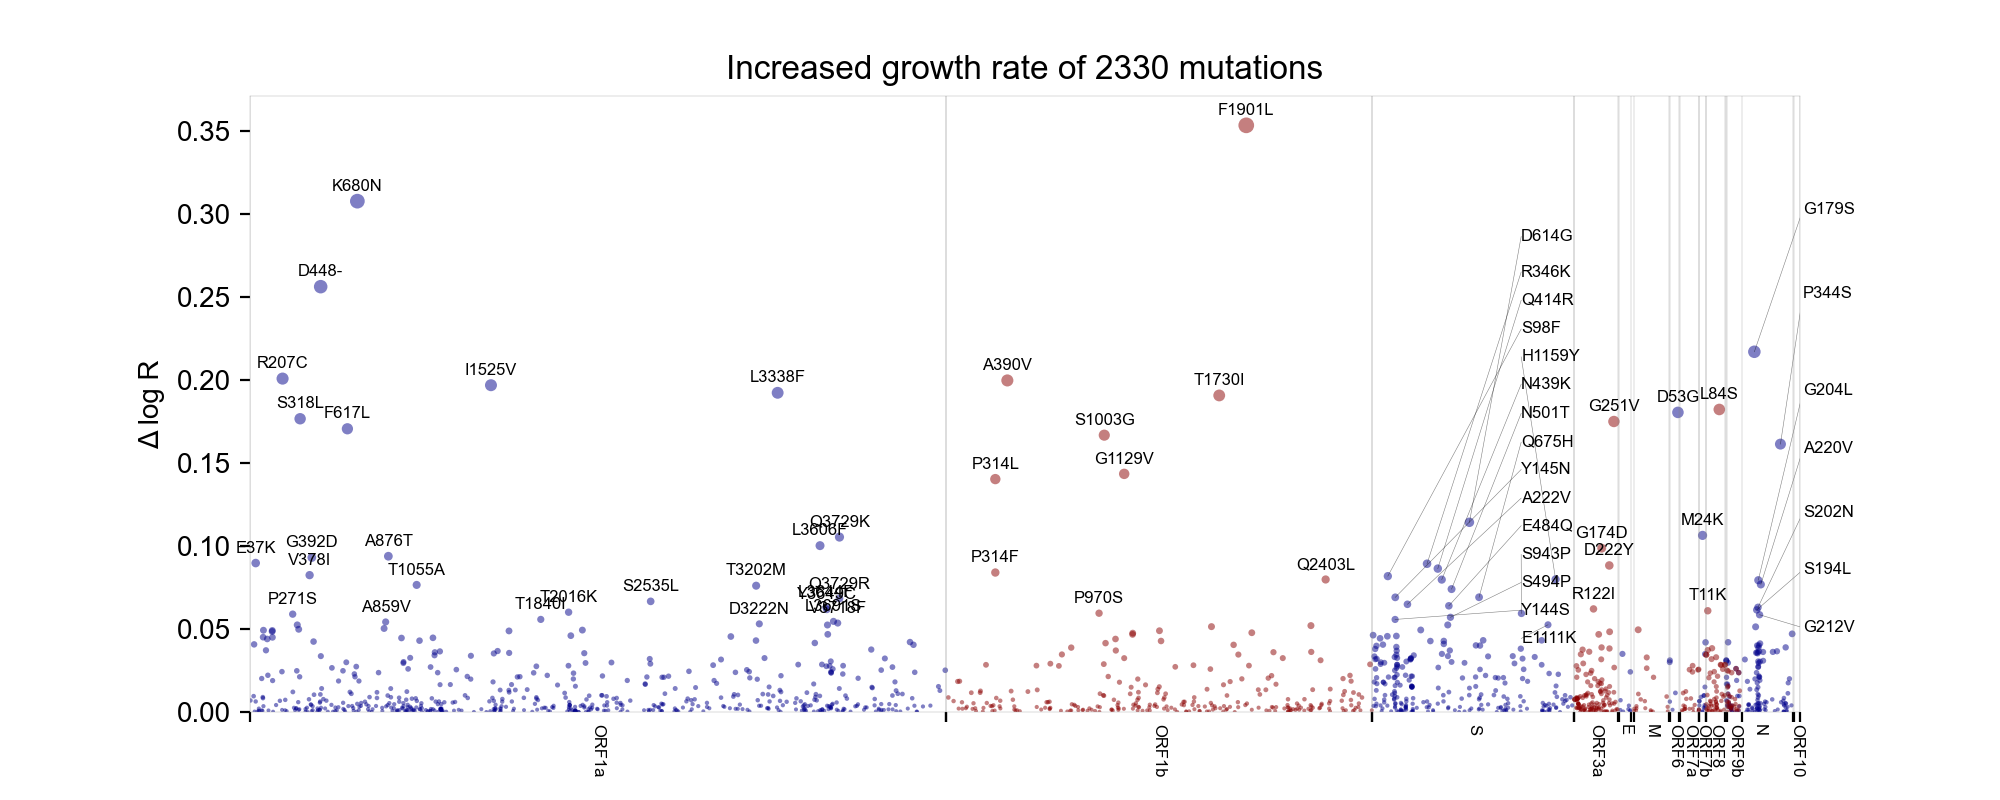 Increased growth rate of 2330 mutations
Δ log R
0.35
0.30
0.25
0.20
0.15
0.10
0.05
0.00
F1901L
K680N
D448-
R207C
I1525V
L3338F
S318L
F617L
A390V
T1730I
S1003G
G1129V
P314L
Q3729K
L3606F
E37K
G392D
V378I
A876T
T1055A
P271S
A859V
T1840I
T2016K
S2535L
T3202M
D3222N
Q3729R
P314F
P970S
Q2403L
D614G
R346K
Q414R
S98F
H1159Y
N439K
N501T
Q675H
Y145N
A222V
E484Q
S943P
S494P
Y144S
E1111K
G251V
D53G
L84S
G174D
D222Y
R122I
M24K
T11K
G179S
P344S
G204L
A220V
S202N
S194L
G212V
ORF1a
ORF1b
S
ORF3a
E
M
ORF6
ORF7a
ORF7b
ORF8
ORF9b
N
ORF10